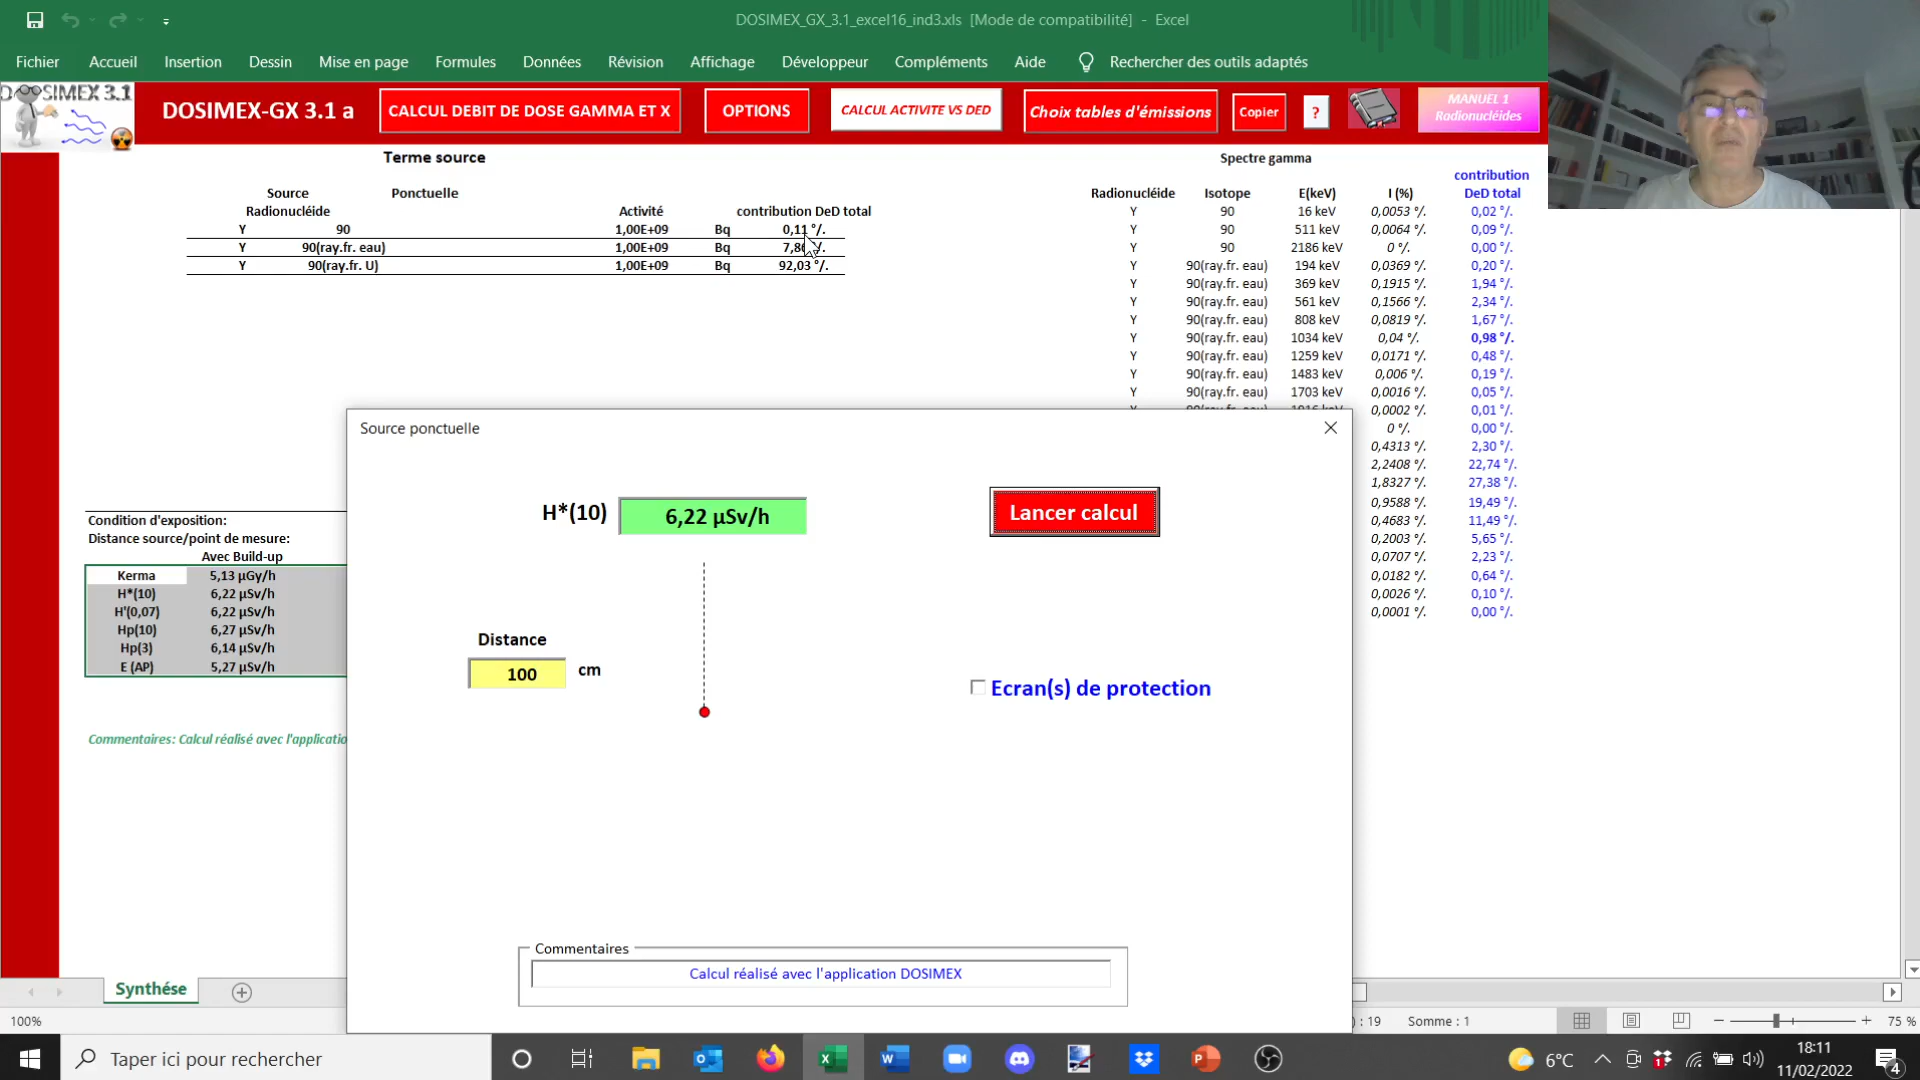 DOSIMEX_GX_3.1_excel16_ind3.xls [Mode de compatibilité] - Excel
Fichier Accueil Insertion Dessin Mise en page Formules Données Révision Affichage Développeur Compléments Aide Rechercher des outils adaptés
DOSIMEX 3.1
DOSIMEX-GX 3.1 a
CALCUL DEBIT DE DOSE GAMMA ET X
OPTIONS
CALCUL ACTIVITE VS DED
Choix tables d'émissions
Copier
?
MANUEL 1
Radionucléides
Terme source
Source Ponctuelle
Radionucléide Activité contribution DeD total
Y 90 1,00E+09 Bq 0,11 °/.
Y 90(ray.fr. eau) 1,00E+09 Bq
Y 90(ray.fr. U) 1,00E+09 Bq 92,03 °/.
Spectre gamma
contribution
Radionucléide Isotope E(keV) I (%) DeD total
Y 90 16 keV 0,0053 °/. 0,02 °/.
Y 90 511 keV 0,0064 °/. 0,09 °/.
Y 90 2186 keV 0 °/. 0,00 °/.
Y 90(ray.fr. eau) 194 keV 0,0369 °/. 0,20 °/.
Y 90(ray.fr. eau) 369 keV 0,1915 °/. 1,94 °/.
Y 90(ray.fr. eau) 561 keV 0,1566 °/. 2,34 °/.
Y 90(ray.fr. eau) 808 keV 0,0819 °/. 1,67 °/.
Y 90(ray.fr. eau) 1034 keV 0,04 °/. 0,98 °/.
Y 90(ray.fr. eau) 1259 keV 0,0171 °/. 0,48 °/.
Y 90(ray.fr. eau) 1483 keV 0,006 °/. 0,19 °/.
Y 90(ray.fr. eau) 1703 keV 0,0016 °/. 0,05 °/.
0,0002 °/. 0,01 °/.
0 °/. 0,00 °/.
0,4313 °/. 2,30 °/.
2,2408 °/. 22,74 °/.
1,8327 °/. 27,38 °/.
0,9588 °/. 19,49 °/.
0,4683 °/. 11,49 °/.
0,2003 °/. 5,65 °/.
0,0707 °/. 2,23 °/.
0,0182 °/. 0,64 °/.
0,0026 °/. 0,10 °/.
0,0001 °/. 0,00 °/.
Condition d'exposition:
Distance source/point de mesure:
Avec Build-up
Kerma 5,13 µGy/h
H*(10) 6,22 µSv/h
H'(0,07) 6,22 µSv/h
Hp(10) 6,27 µSv/h
Hp(3) 6,14 µSv/h
E (AP) 5,27 µSv/h
Commentaires: Calcul réalisé avec l'applicatio
Source ponctuelle
H*(10) 6,22 µSv/h
Lancer calcul
Distance
100 cm
Ecran(s) de protection
Commentaires
Calcul réalisé avec l'application DOSIMEX
Synthése
100%
) : 19 Somme : 1 75 %
Taper ici pour rechercher
6°C
18:11
11/02/2022
4